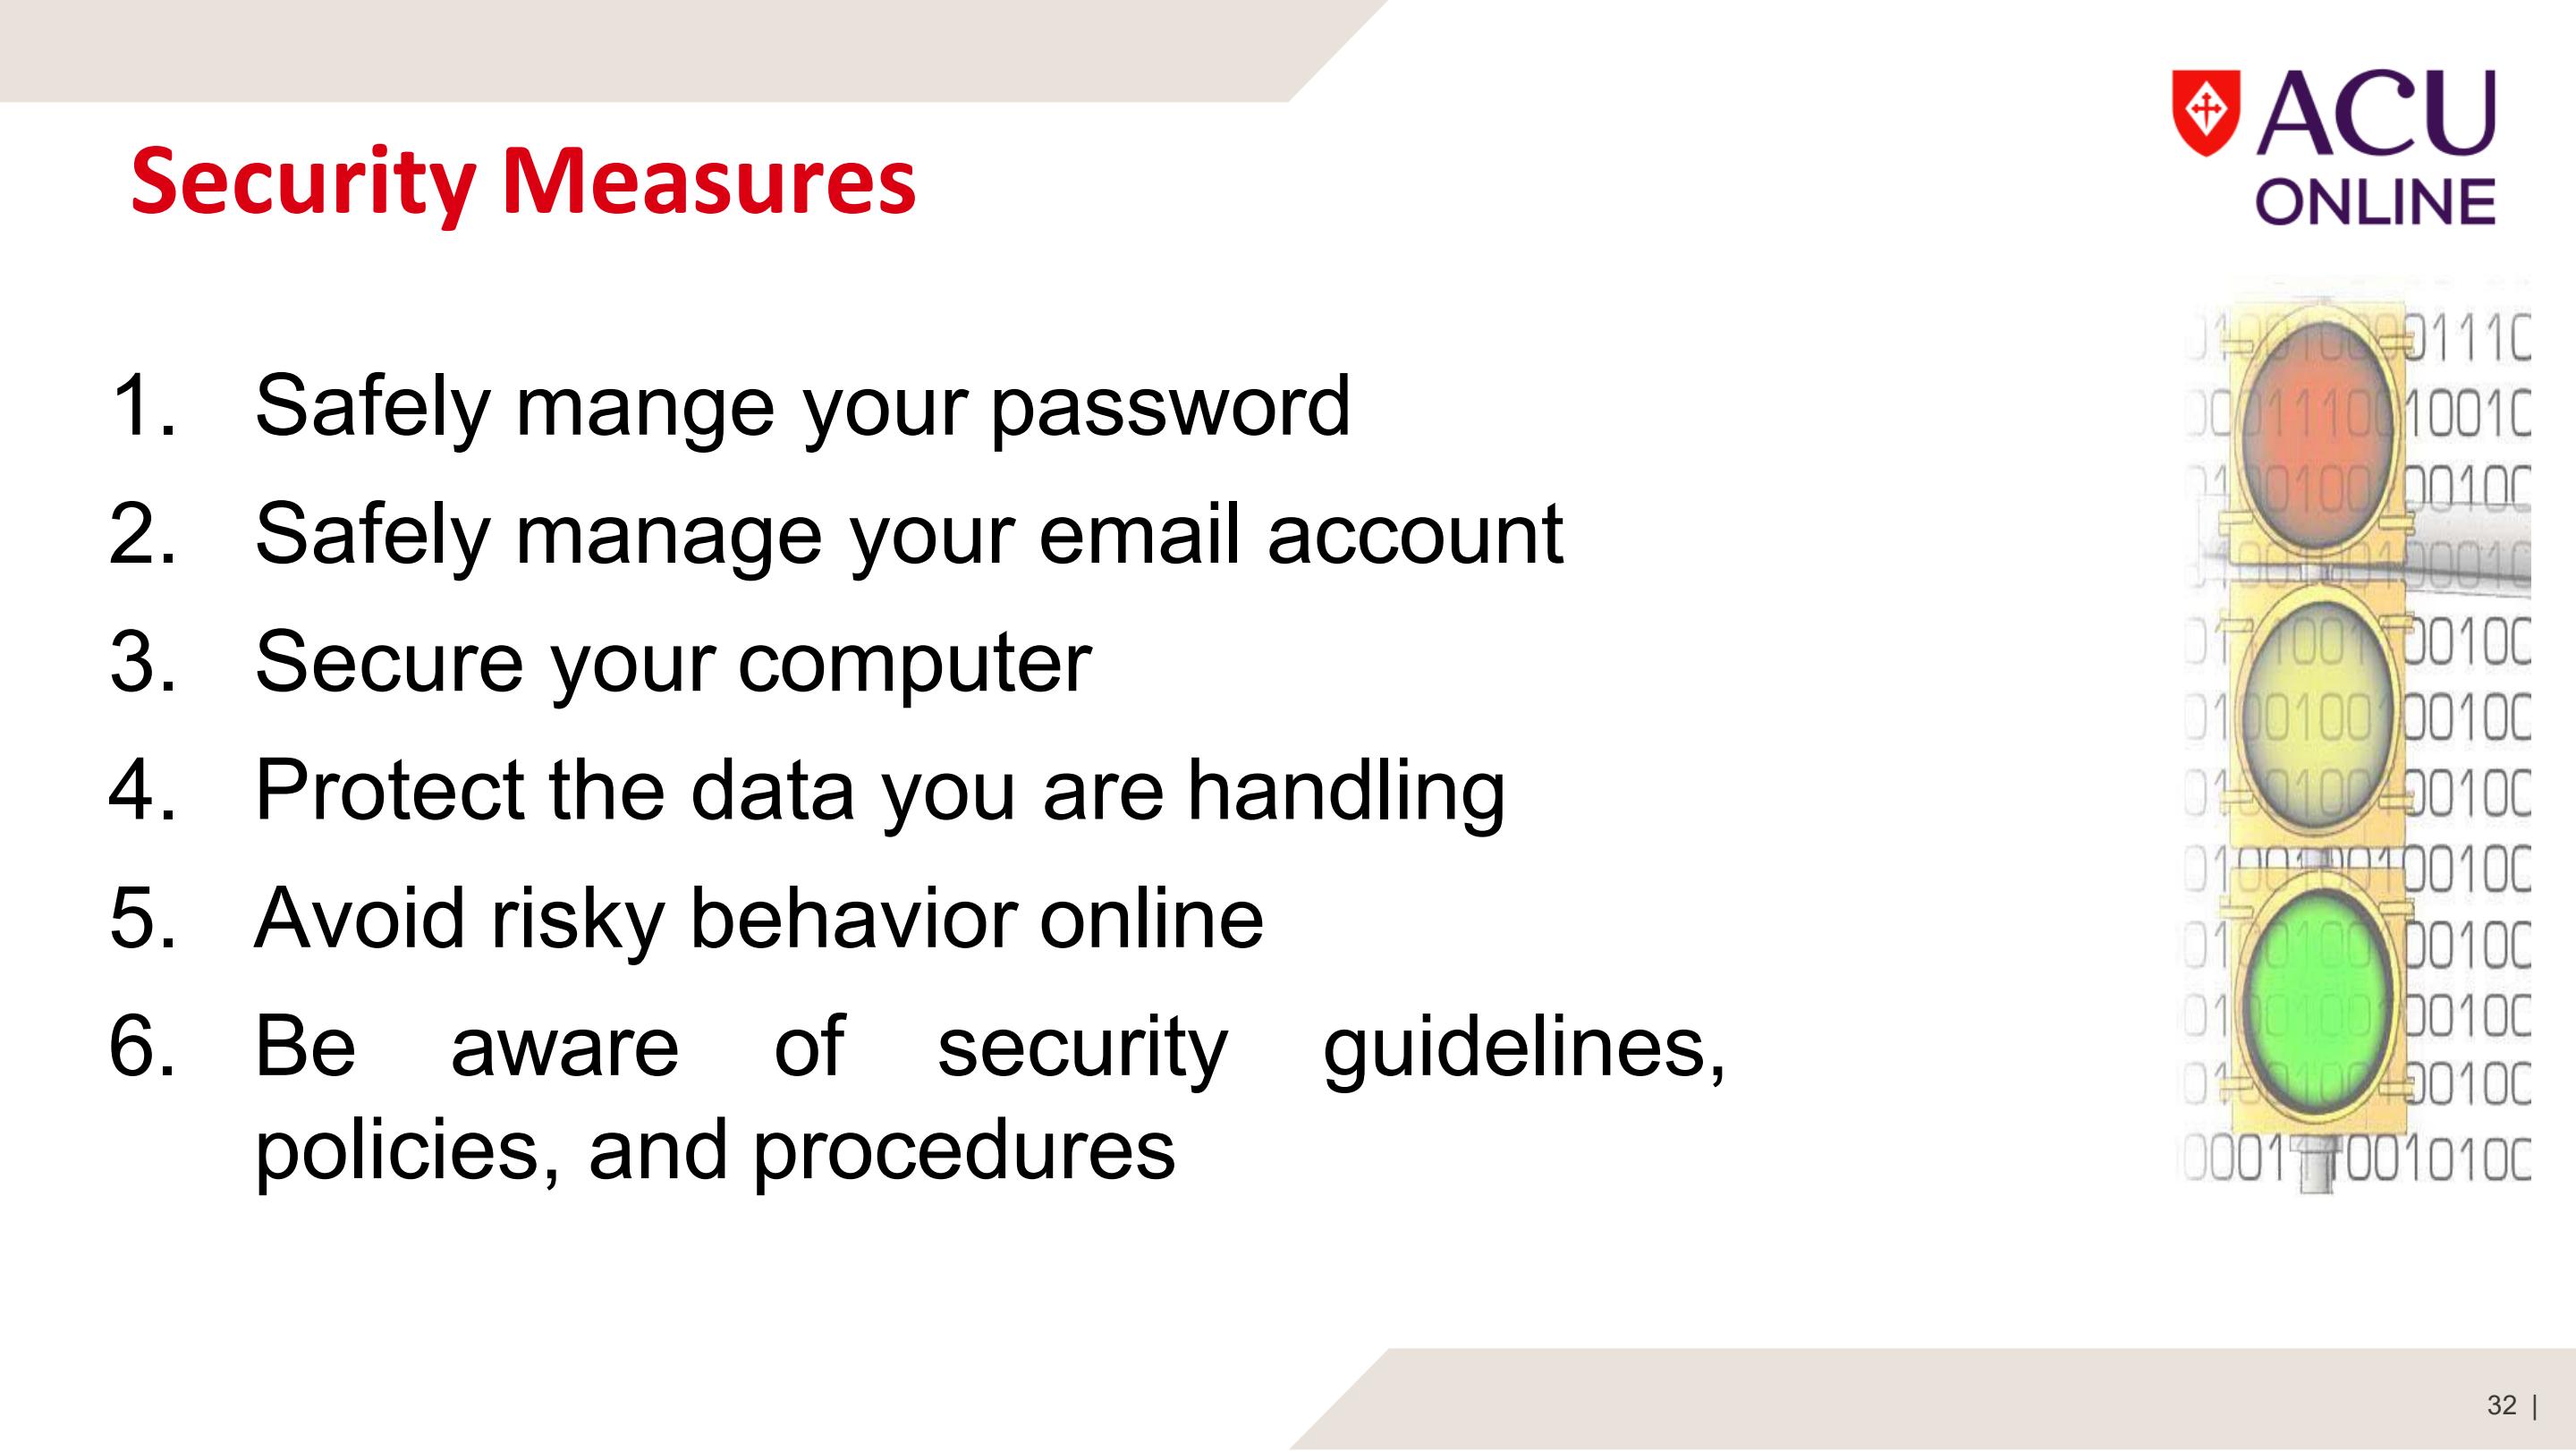 ACU
ONLINE
Security Measures
1. Safely mange your password
2. Safely manage your email account
3. Secure your computer
4. Protect the data you are handling
5. Avoid risky behavior online
6. Be aware of security guidelines,
policies, and procedures
32 |